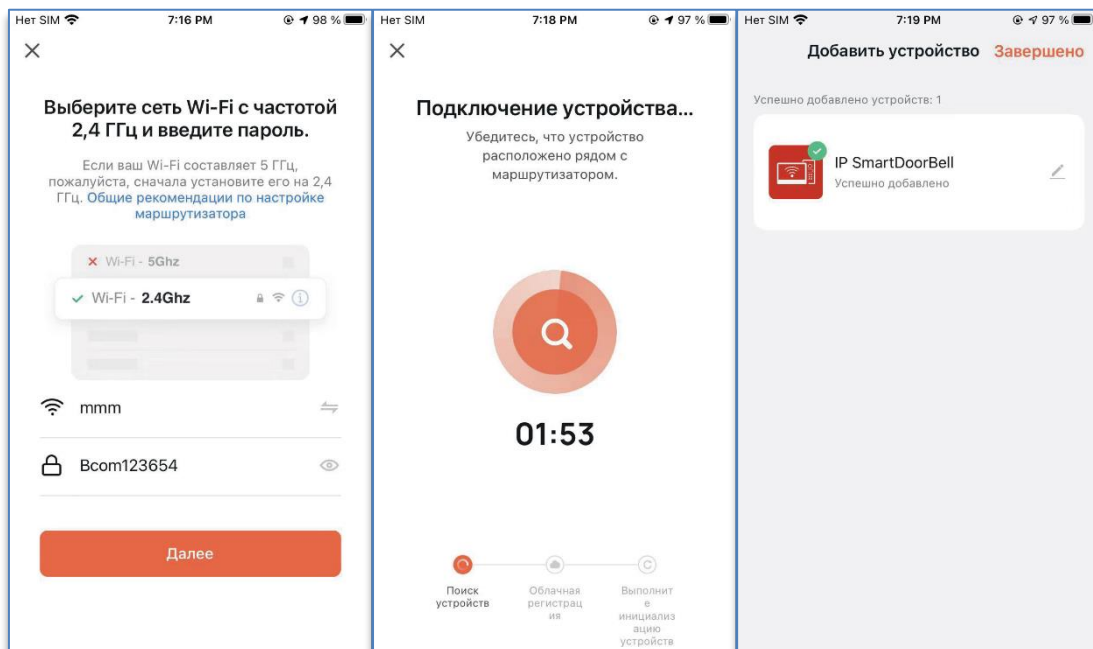 Нет SIM 7:16 PM 98 %
Выберите сеть Wi-Fi с частотой
2,4 ГГц и введите пароль.
Если ваш Wi-Fi составляет 5 ГГц,
пожалуйста, сначала установите его на 2,4
ГГц. Общие рекомендации по настройке
маршрутизатора
Wi-Fi - 5Ghz
Wi-Fi - 2.4Ghz
mmm
Bcom123654
Далее
Нет SIM 7:18 PM 97 %
Подключение устройства...
Убедитесь, что устройство
расположено рядом с
маршрутизатором.
01:53
Поиск
устройств
Облачная
регистрац
ия
Выполнит
е
инициализ
ацию
устройств
Нет SIM 7:19 PM 97 %
Добавить устройство Завершено
Успешно добавлено устройств: 1
IP SmartDoorBell
Успешно добавлено